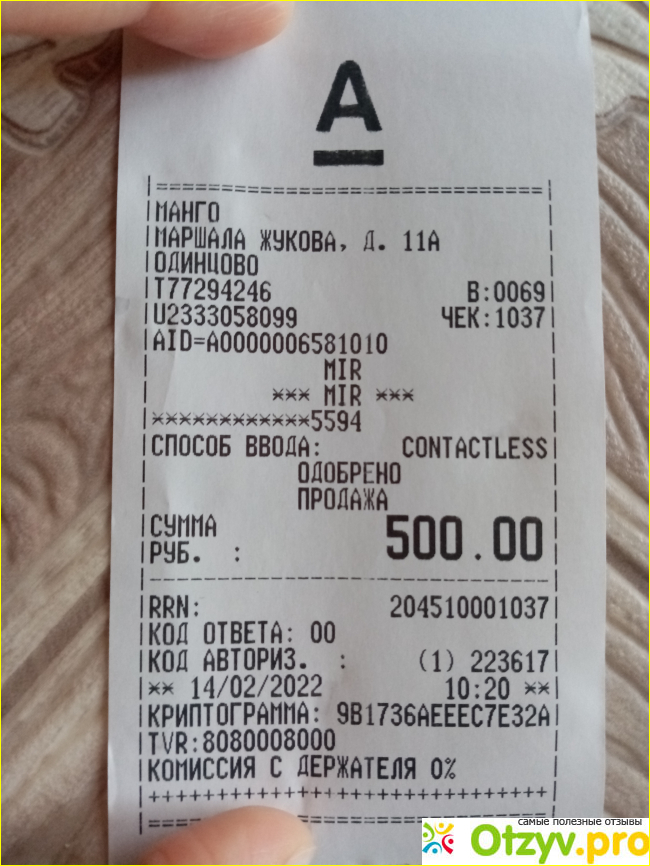 А
|==============================|
МАНГО
МАРШАЛА ЖУКОВА, Д. 11А
ОДИНЦОВО
T77294246 В:0069
U2333058099 ЧЕК:1037
AID=A0000006581010
MIR
*** MIR ***
************5594
СПОСОБ ВВОДА: CONTACTLESS
ОДОБРЕНО
ПРОДАЖА
СУММА
РУБ. : 500.00
RRN: 204510001037
КОД ОТВЕТА: 00
КОД АВТОРИЗ. : (1) 223617
** 14/02/2022 10:20 **
КРИПТОГРАММА: 9B1736AEEEC7E32A
TVR:8080008000
КОМИССИЯ С ДЕРЖАТЕЛЯ 0%
самые полезные отзывы
Otzyv.pro